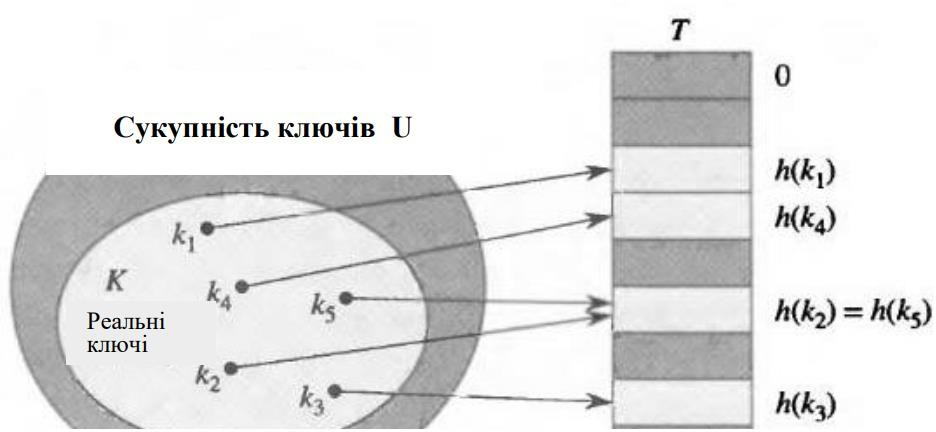 T
0
Сукупність ключів U
h(k₁)
k₁
h(k₄)
K
k₄
k₅
Реальні
ключі
h(k₂) = h(k₅)
k₂
k₃
h(k₃)